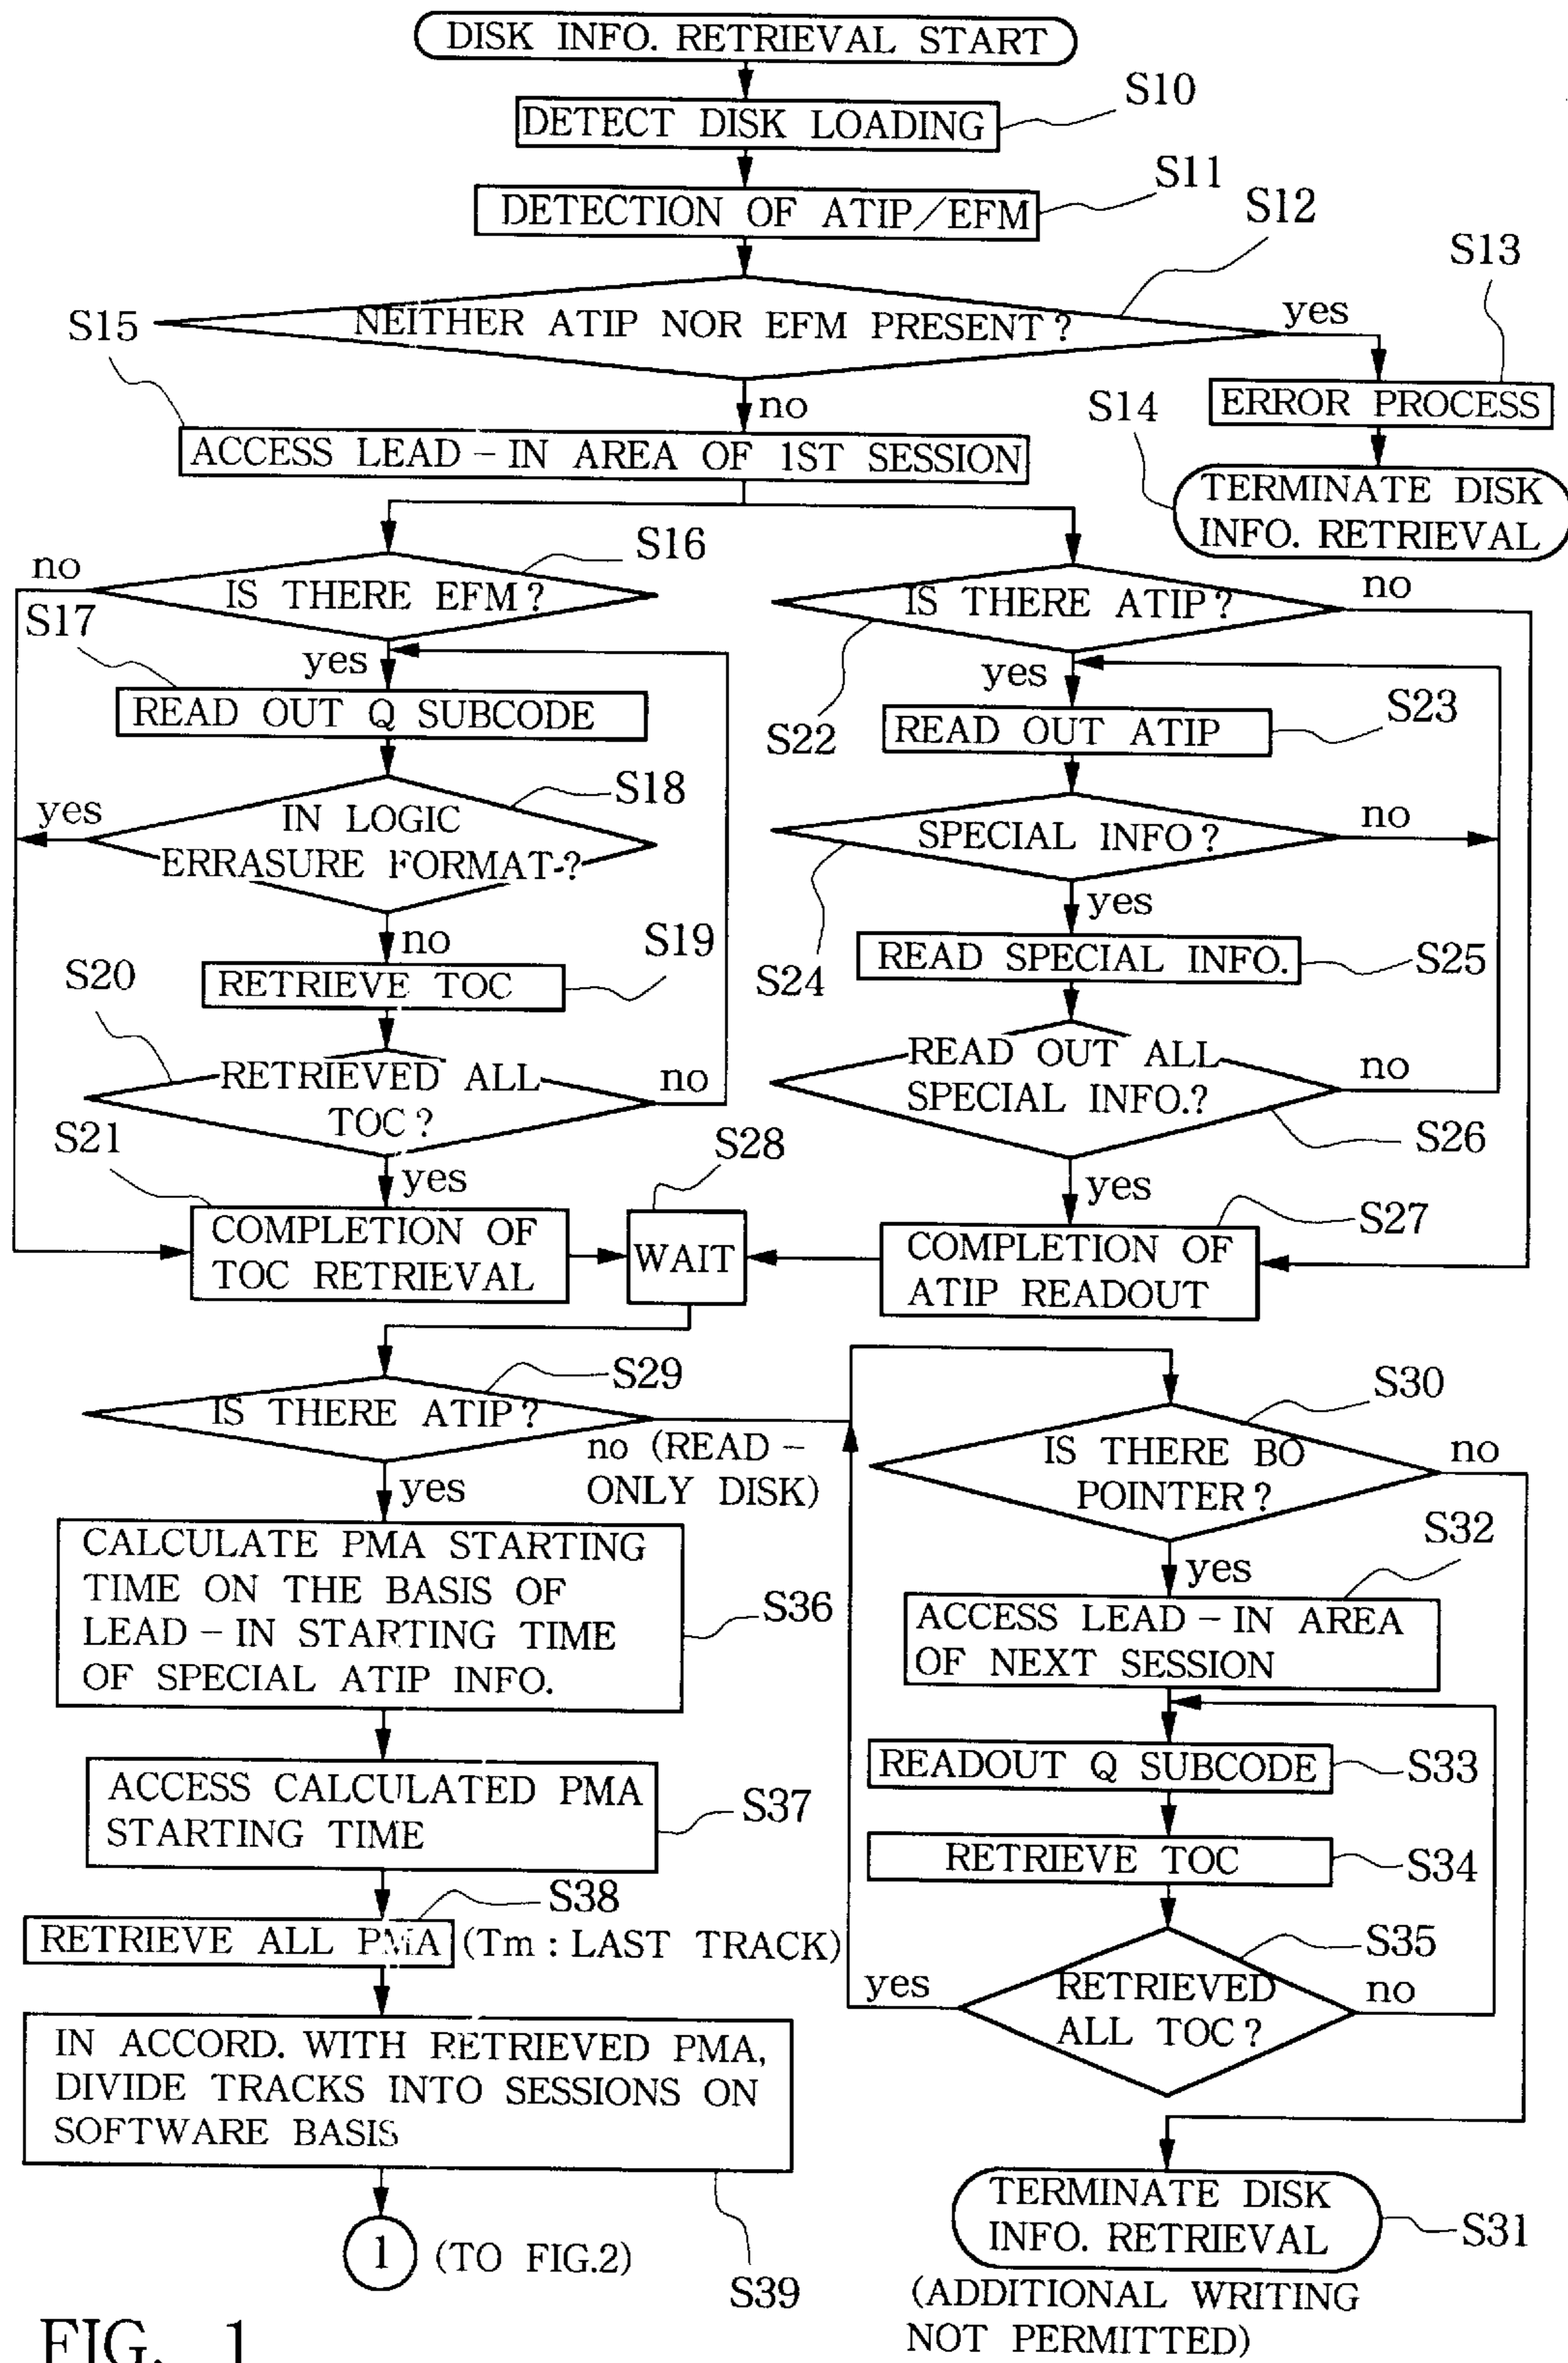 DISK INFO. RETRIEVAL START
S10
DETECT DISK LOADING
S11
DETECTION OF ATIP/EFM
S12
NEITHER ATIP NOR EFM PRESENT?
yes
S13
ERROR PROCESS
S14
TERMINATE DISK
INFO. RETRIEVAL
no
S15
ACCESS LEAD-IN AREA OF 1ST SESSION
S16
IS THERE EFM?
no
yes
S17
READ OUT Q SUBCODE
S18
IN LOGIC
ERRASURE FORMAT-?
yes
no
S19
RETRIEVE TOC
S20
RETRIEVED ALL
TOC?
no
yes
S21
COMPLETION OF
TOC RETRIEVAL
IS THERE ATIP?
no
S22
yes
S23
READ OUT ATIP
SPECIAL INFO?
no
S24
yes
READ SPECIAL INFO.
S25
READ OUT ALL
SPECIAL INFO.?
no
S26
yes
S27
COMPLETION OF
ATIP READOUT
S28
WAIT
S29
IS THERE ATIP?
no (READ-
ONLY DISK)
yes
S30
IS THERE BO
POINTER?
no
yes
S32
ACCESS LEAD-IN AREA
OF NEXT SESSION
READOUT Q SUBCODE
S33
RETRIEVE TOC
S34
S35
RETRIEVED
ALL TOC?
yes
no
TERMINATE DISK
INFO. RETRIEVAL
S31
(ADDITIONAL WRITING
NOT PERMITTED)
CALCULATE PMA STARTING
TIME ON THE BASIS OF
LEAD-IN STARTING TIME
OF SPECIAL ATIP INFO.
S36
ACCESS CALCULATED PMA
STARTING TIME
S37
S38
RETRIEVE ALL PMA (Tm : LAST TRACK)
IN ACCORD. WITH RETRIEVED PMA,
DIVIDE TRACKS INTO SESSIONS ON
SOFTWARE BASIS
S39
1 (TO FIG.2)
FIG. 1